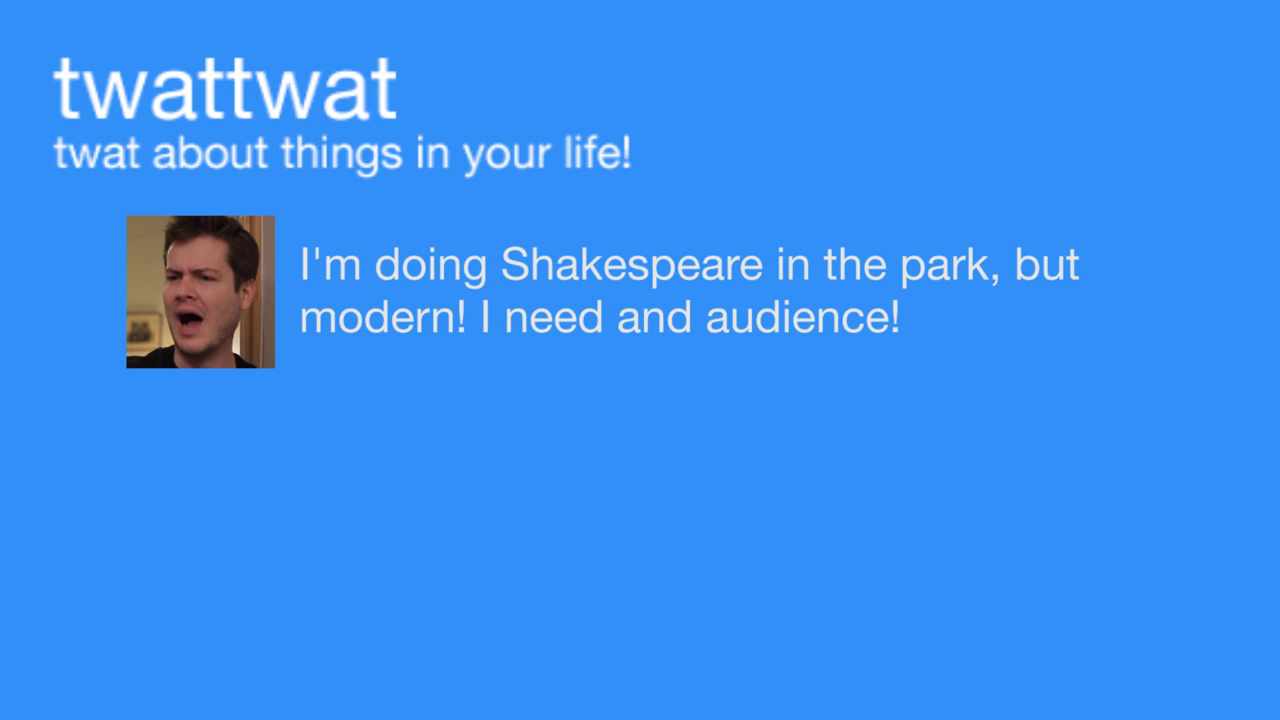 twattwat
twat about things in your life!
I'm doing Shakespeare in the park, but
modern! I need and audience!